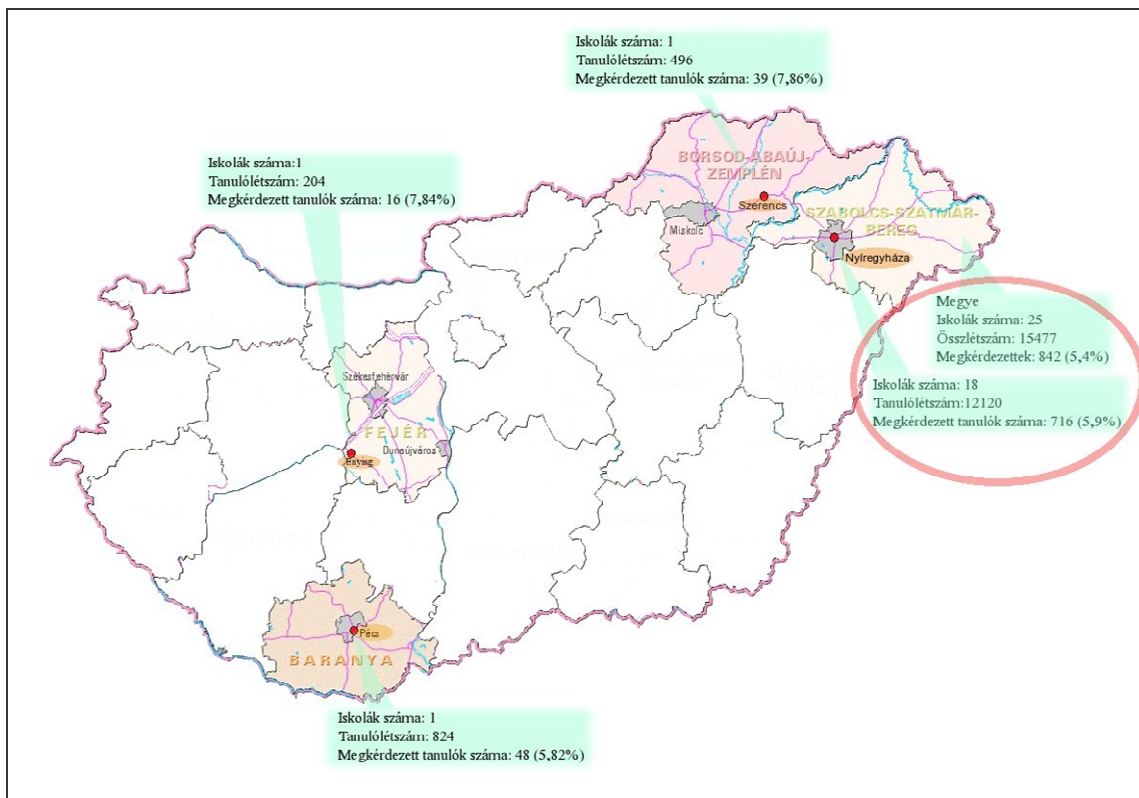 Iskolák száma: 1
Tanulólétszám: 496
Megkérdezett tanulók száma: 39 (7,86%)
Iskolák száma:1
Tanulólétszám: 204
Megkérdezett tanulók száma: 16 (7,84%)
BORSOD-ABAÚJ-
ZEMPLÉN
Szerencs
Miskolc
SZABOLCS-SZATMÁR-
BEREG
Nyíregyháza
Megye
Iskolák száma: 25
Összlétszám: 15477
Megkérdezettek: 842 (5,4%)
Iskolák száma: 18
Tanulólétszám:12120
Megkérdezett tanulók száma: 716 (5,9%)
Székesfehérvár
FEJÉR
Dunaújváros
Enying
Pécs
BARANYA
Iskolák száma: 1
Tanulólétszám: 824
Megkérdezett tanulók száma: 48 (5,82%)